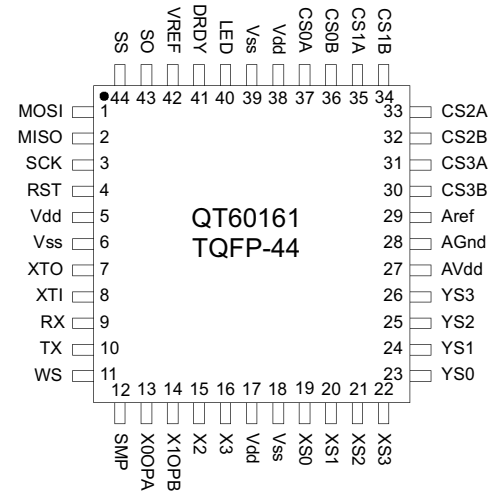 SS SO VREF DRDY LED Vss Vdd CS0A CS0B CS1A CS1B
44 43 42 41 40 39 38 37 36 35 34
MOSI 1
MISO 2
SCK 3
RST 4
Vdd 5
Vss 6
XTO 7
XTI 8
RX 9
TX 10
WS 11
QT60161
TQFP-44
33 CS2A
32 CS2B
31 CS3A
30 CS3B
29 Aref
28 AGnd
27 AVdd
26 YS3
25 YS2
24 YS1
23 YS0
12 13 14 15 16 17 18 19 20 21 22
SMP X0OPA X1OPB X2 X3 Vdd Vss XS0 XS1 XS2 XS3